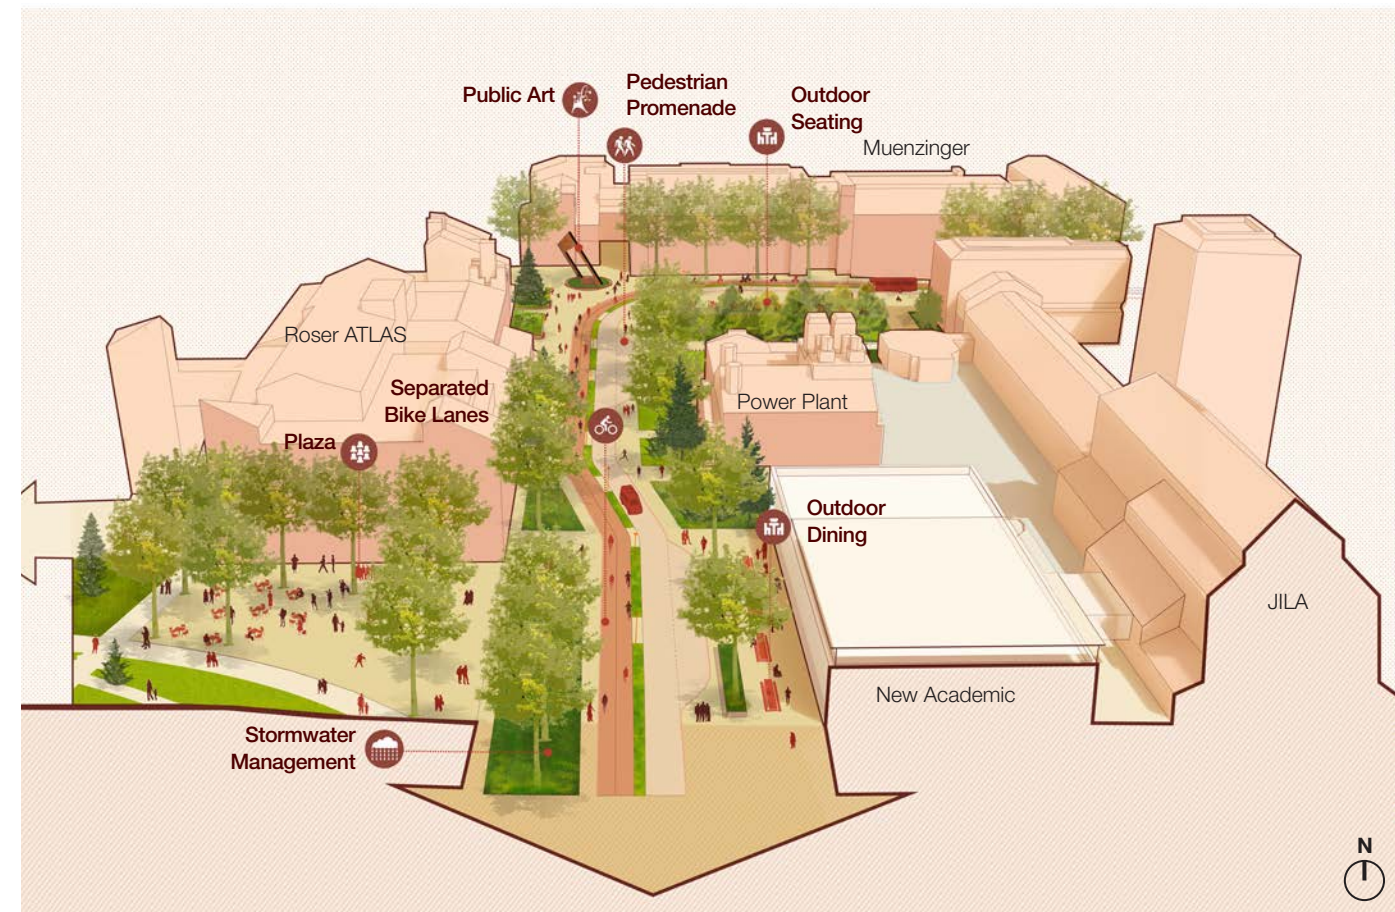 Public Art
Pedestrian
Promenade
Outdoor
Seating
Muenzinger
Roser ATLAS
Separated
Bike Lanes
Plaza
Power Plant
Outdoor
Dining
JILA
New Academic
Stormwater
Management
N